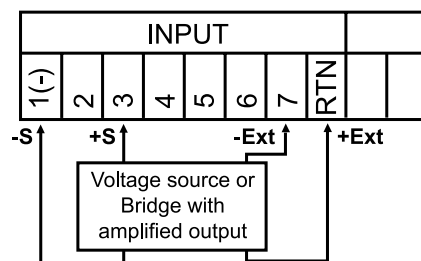 INPUT
1(-) 2 3 4 5 6 7 RTN
-S +S -Ext +Ext
Voltage source or
Bridge with
amplified output